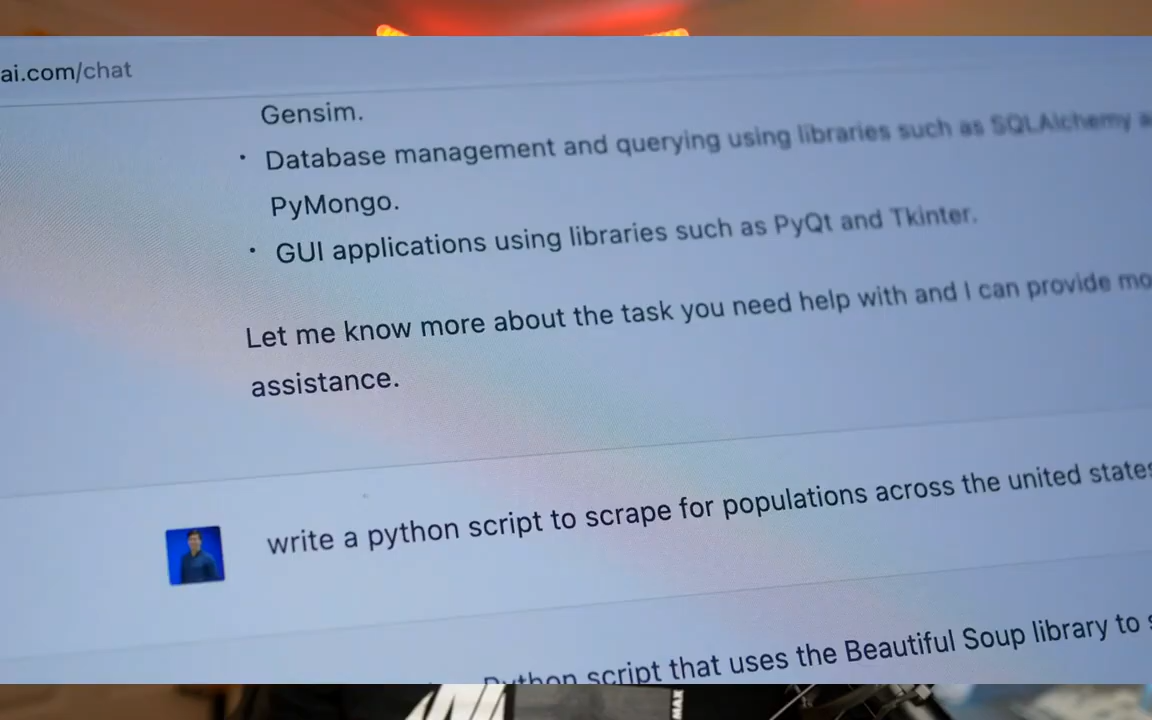 ai.com/chat
Gensim.
• Database management and querying using libraries such as SQLAlchemy a
PyMongo.
• GUI applications using libraries such as PyQt and Tkinter.
Let me know more about the task you need help with and I can provide mo
assistance.
write a python script to scrape for populations across the united states
Python script that uses the Beautiful Soup library to s
MAX